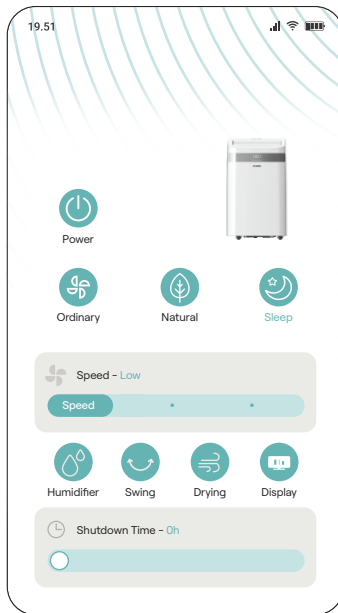 19.51
Power
Ordinary Natural Sleep
Speed - Low
Speed
Humidifier Swing Drying Display
Shutdown Time - 0h